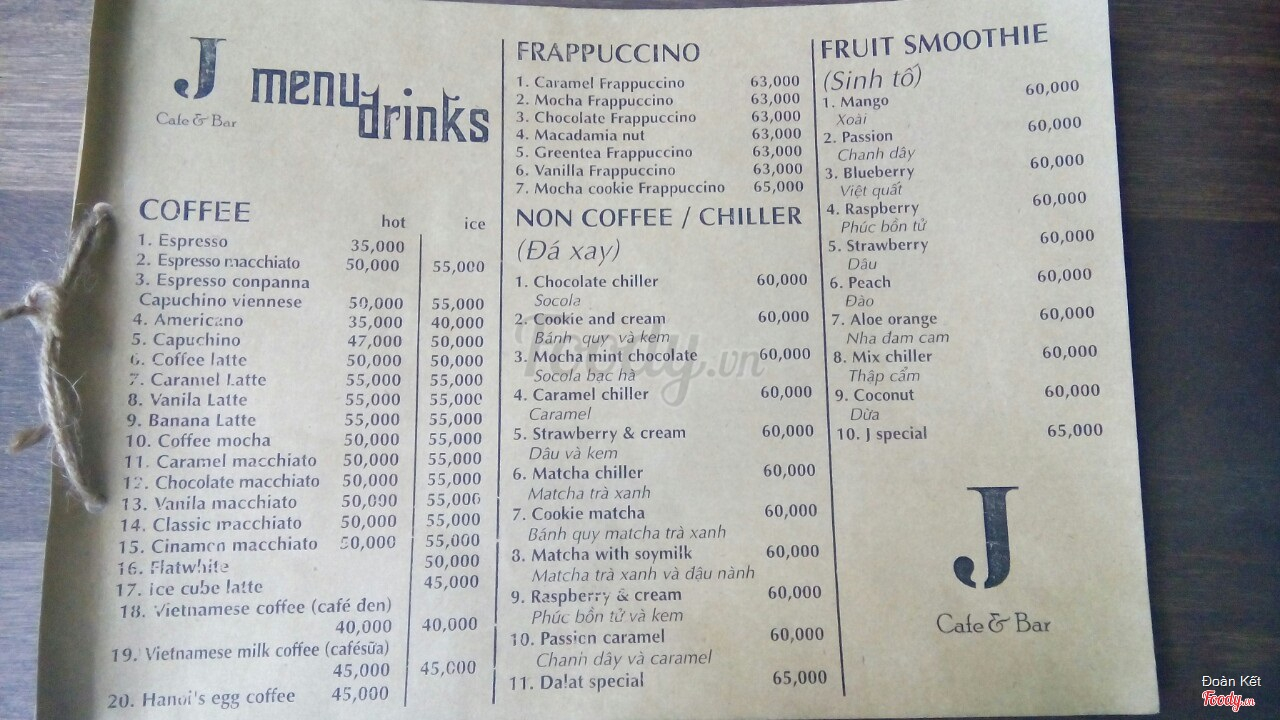 J
Cafe & Bar
menu
drinks
COFFEE hot ice
1. Espresso 35,000
2. Espresso macchiato 50,000 55,000
3. Espresso conpanna
Capuchino viennese 50,000 55,000
4. Americano 35,000 40,000
5. Capuchino 47,000 50,000
6. Coffee latte 50,000 50,000
7. Caramel Latte 55,000 55,000
8. Vanila Latte 55,000 55,000
9. Banana Latte 55,000 55,000
10. Coffee mocha 50,000 55,000
11. Caramel macchiato 50,000 55,000
12. Chocolate macchiato 50,000 55,000
13. Vanila macchiato 50,000 55,000
14. Classic macchiato 50,000 55,000
15. Cinamon macchiato 50,000 55,000
16. Flatwhite 50,000
17. ice cube latte 45,000
18. Vietnamese coffee (café đen)
40,000 40,000
19. Vietnamese milk coffee (cafésữa)
45,000 45,000
20. Hanoi's egg coffee 45,000
FRAPPUCCINO
1. Caramel Frappuccino 63,000
2. Mocha Frappuccino 63,000
3. Chocolate Frappuccino 63,000
4. Macadamia nut 63,000
5. Greentea Frappuccino 63,000
6. Vanilla Frappuccino 63,000
7. Mocha cookie Frappuccino 65,000
NON COFFEE / CHILLER
(Đá xay)
1. Chocolate chiller 60,000
Socola
2. Cookie and cream 60,000
Bánh quy và kem
3. Mocha mint chocolate 60,000
Socola bạc hà
4. Caramel chiller 60,000
Caramel
5. Strawberry & cream 60,000
Dâu và kem
6. Matcha chiller 60,000
Matcha trà xanh
7. Cookie matcha 60,000
Bánh quy matcha trà xanh
8. Matcha with soymilk 60,000
Matcha trà xanh và đậu nành
9. Raspberry & cream 60,000
Phúc bồn tử và kem
10. Passion caramel 60,000
Chanh dây và caramel
11. Dalat special 65,000
FRUIT SMOOTHIE
(Sinh tố)
1. Mango 60,000
Xoài
2. Passion 60,000
Chanh dây
3. Blueberry 60,000
Việt quất
4. Raspberry 60,000
Phúc bồn tử
5. Strawberry 60,000
Dâu
6. Peach 60,000
Đào
7. Aloe orange 60,000
Nha đam cam
8. Mix chiller 60,000
Thập cẩm
9. Coconut 60,000
Dừa
10. J special 65,000
J
Cafe & Bar
Foody.vn
Đoàn Kết
Foody.vn